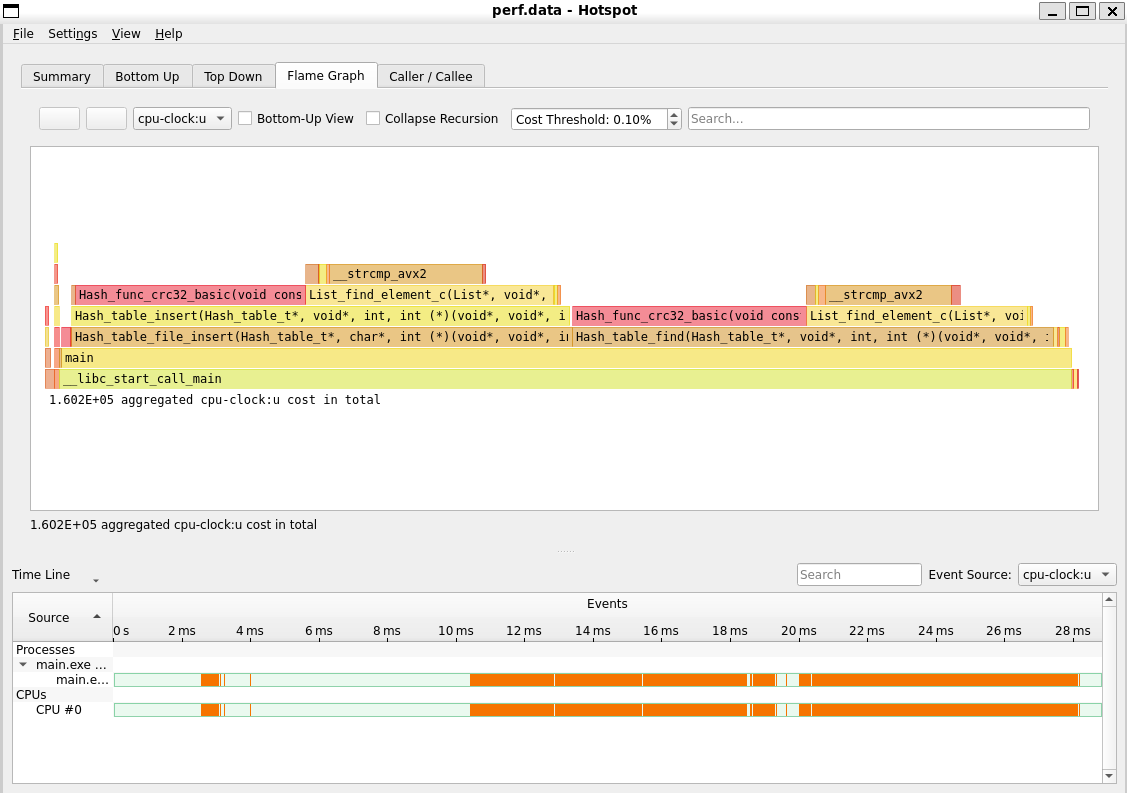 perf.data - Hotspot
File Settings View Help
Summary Bottom Up Top Down Flame Graph Caller / Callee
cpu-clock:u Bottom-Up View Collapse Recursion Cost Threshold: 0.10% Search...
__strcmp_avx2
Hash_func_crc32_basic(void cons List_find_element_c(List*, void*, __strcmp_avx2
Hash_table_insert(Hash_table_t*, void*, int, int (*)(void*, void*, i Hash_func_crc32_basic(void cons List_find_element_c(List*, voi
Hash_table_file_insert(Hash_table_t*, char*, int (*)(void*, void*, in Hash_table_find(Hash_table_t*, void*, int, int (*)(void*, void*, :
main
__libc_start_call_main
1.602E+05 aggregated cpu-clock:u cost in total
1.602E+05 aggregated cpu-clock:u cost in total
Time Line Search Event Source: cpu-clock:u
Source Events
0 s 2 ms 4 ms 6 ms 8 ms 10 ms 12 ms 14 ms 16 ms 18 ms 20 ms 22 ms 24 ms 26 ms 28 ms
Processes
main.exe ...
main.e...
CPUs
CPU #0